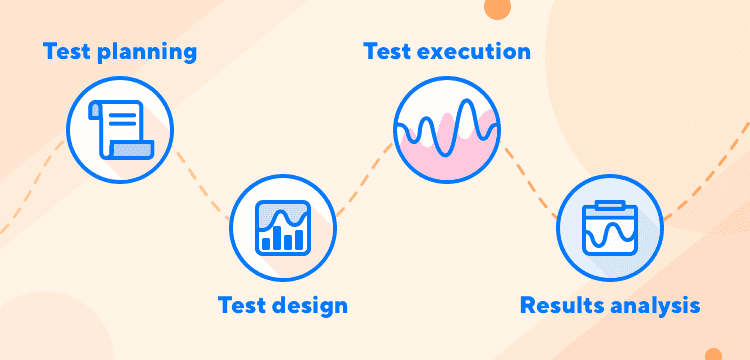 Test planning
Test execution
Test design
Results analysis